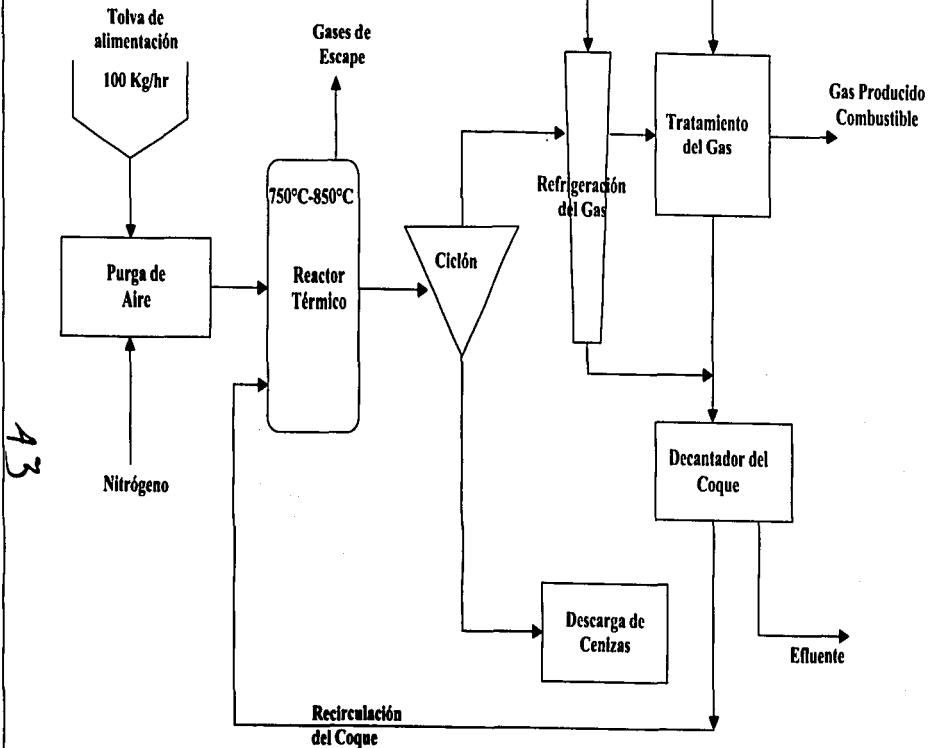 Tolva de
alimentación
100 Kg/hr
Gases de
Escape
Gas Producido
Combustible
Tratamiento
del Gas
Refrigeración
del Gas
750°C-850°C
Reactor
Térmico
Ciclón
Purga de
Aire
Nitrógeno
Decantador del
Coque
Descarga de
Cenizas
Efluente
Recirculación
del Coque
43